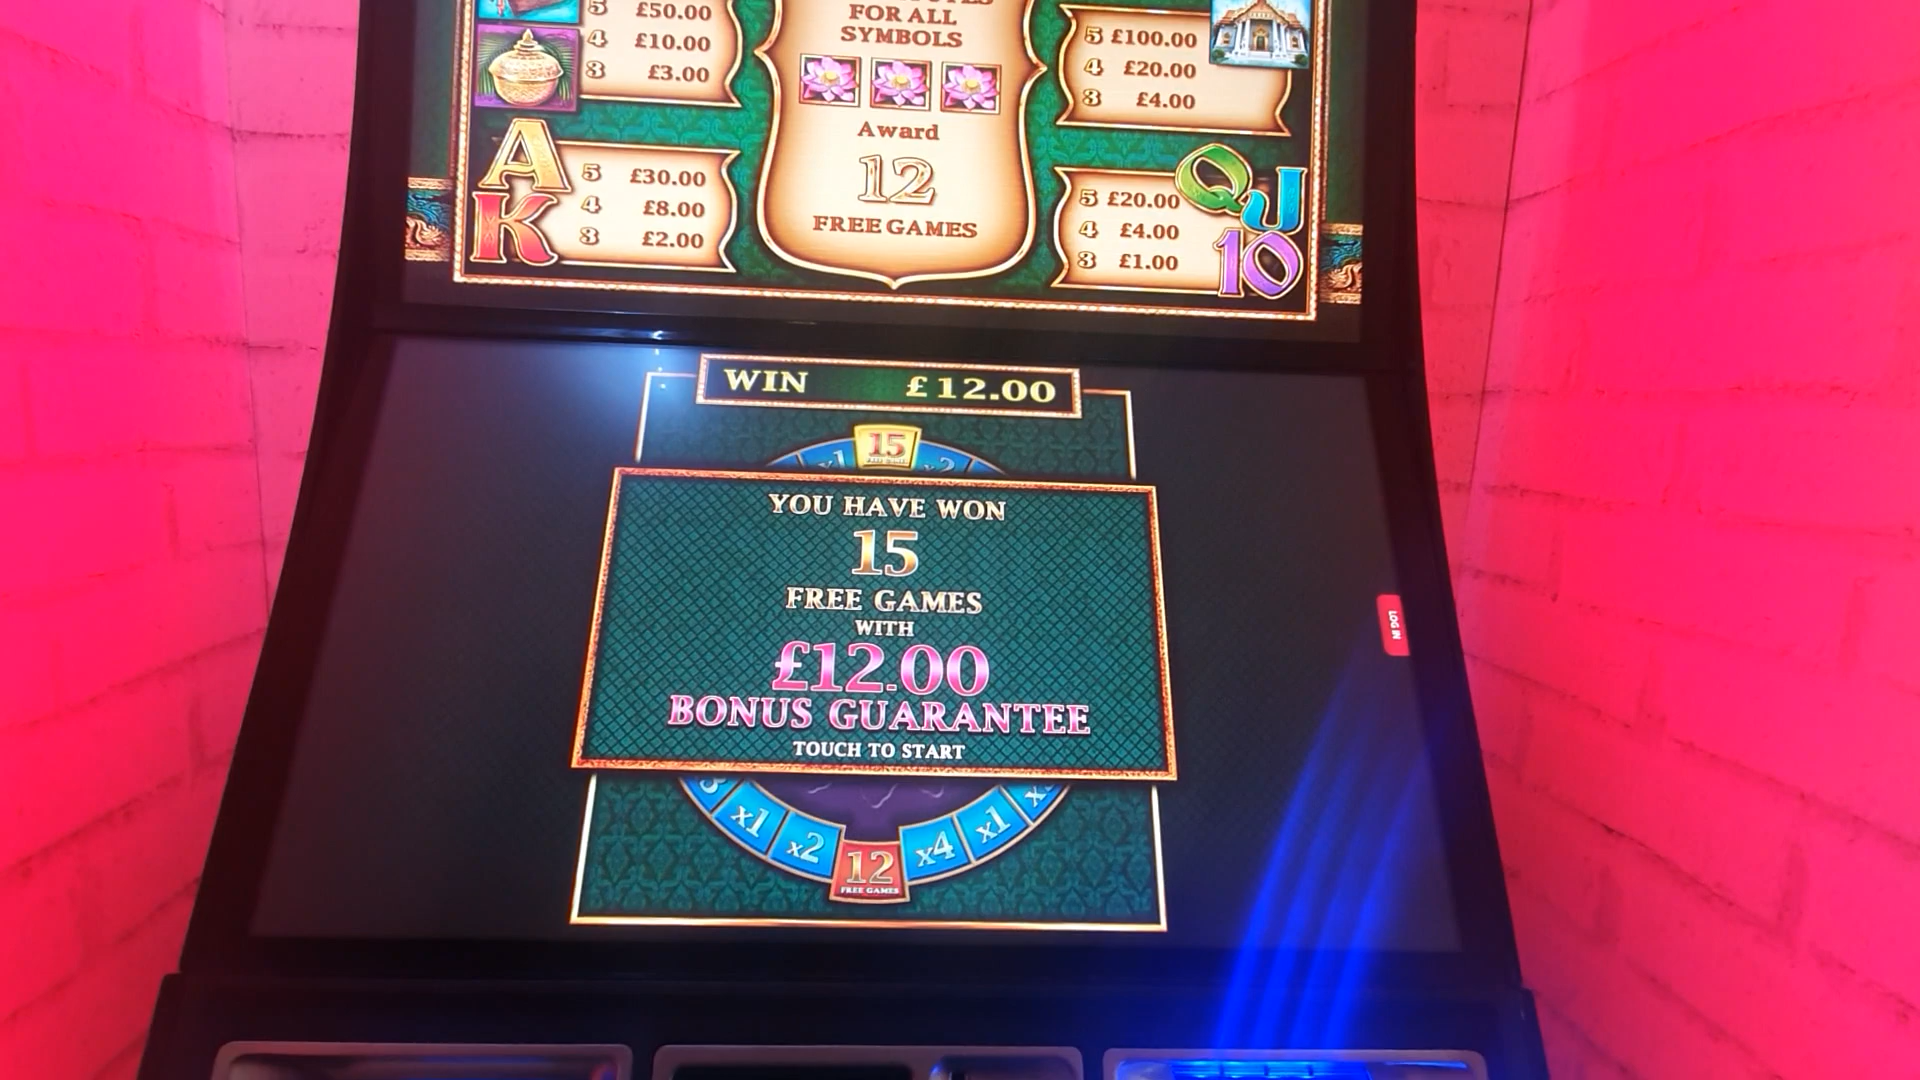 5 £50.00
4 £10.00
3 £3.00
FOR ALL
SYMBOLS
Award
12
FREE GAMES
5 £100.00
4 £20.00
3 £4.00
A
K
5 £30.00
4 £8.00
3 £2.00
5 £20.00
4 £4.00
3 £1.00
Q
J
10
WIN £12.00
x1
15
x2
YOU HAVE WON
15
FREE GAMES
WITH
£12.00
BONUS GUARANTEE
TOUCH TO START
LOG IN
x1
x2
12
FREE GAMES
x4
x1